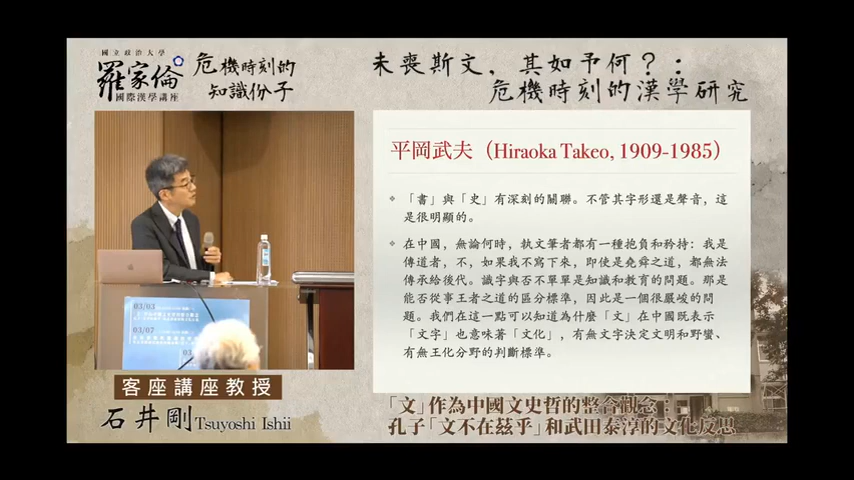 國立政治大學
羅家倫
國際漢學講座
危機時刻的
知識份子
未喪斯文，其如予何？：
危機時刻的漢學研究
平岡武夫（Hiraoka Takeo, 1909-1985）
「書」與「史」有深刻的關聯。不管其字形還是聲音，這
是很明顯的。
在中國，無論何時，執文筆者都有一種抱負和矜持：我是
傳道者，不，如果我不寫下來，即使是堯舜之道，都無法
傳承給後代。識字與否不單單是知識和教育的問題。那是
能否從事王者之道的區分標準，因此是一個很嚴峻的問
題。我們在這一點可以知道為什麼「文」在中國既表示
「文字」也意味著「文化」，有無文字決定文明和野蠻、
有無王化分野的判斷標準。
03/03
03/07
客座講座教授
石井剛Tsuyoshi Ishii
「文」作為中國文史哲的整合觀念：
孔子「文不在茲乎」和武田泰淳的文化反思